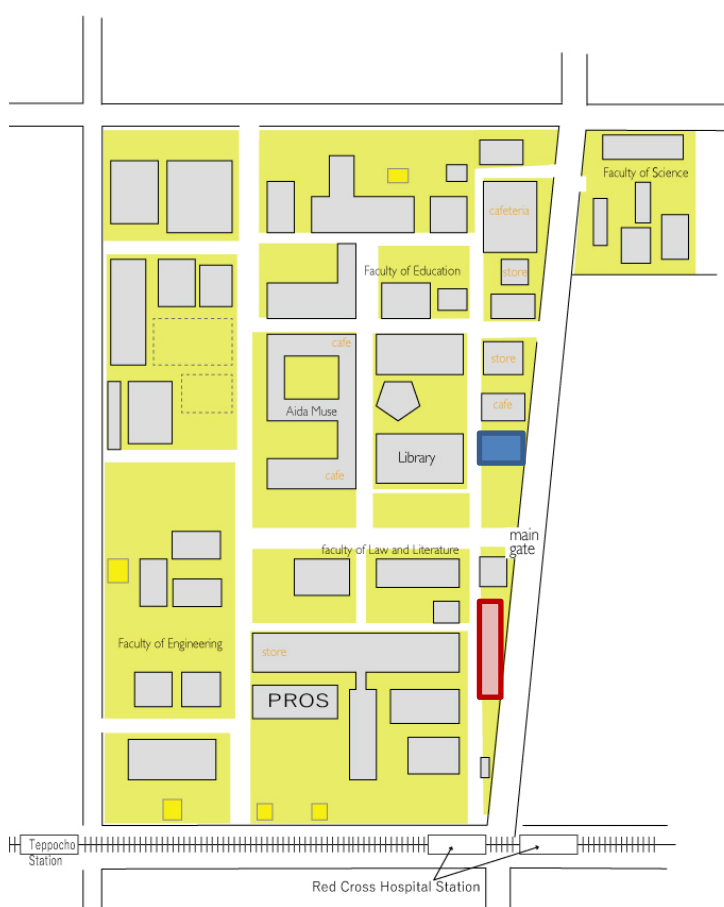 Faculty of Science
cafeteria
Faculty of Education
store
cafe
store
Aida Muse
cafe
Library
cafe
main
gate
faculty of Law and Literature
Faculty of Engineering
store
PROS
Teppocho
Station
Red Cross Hospital Station